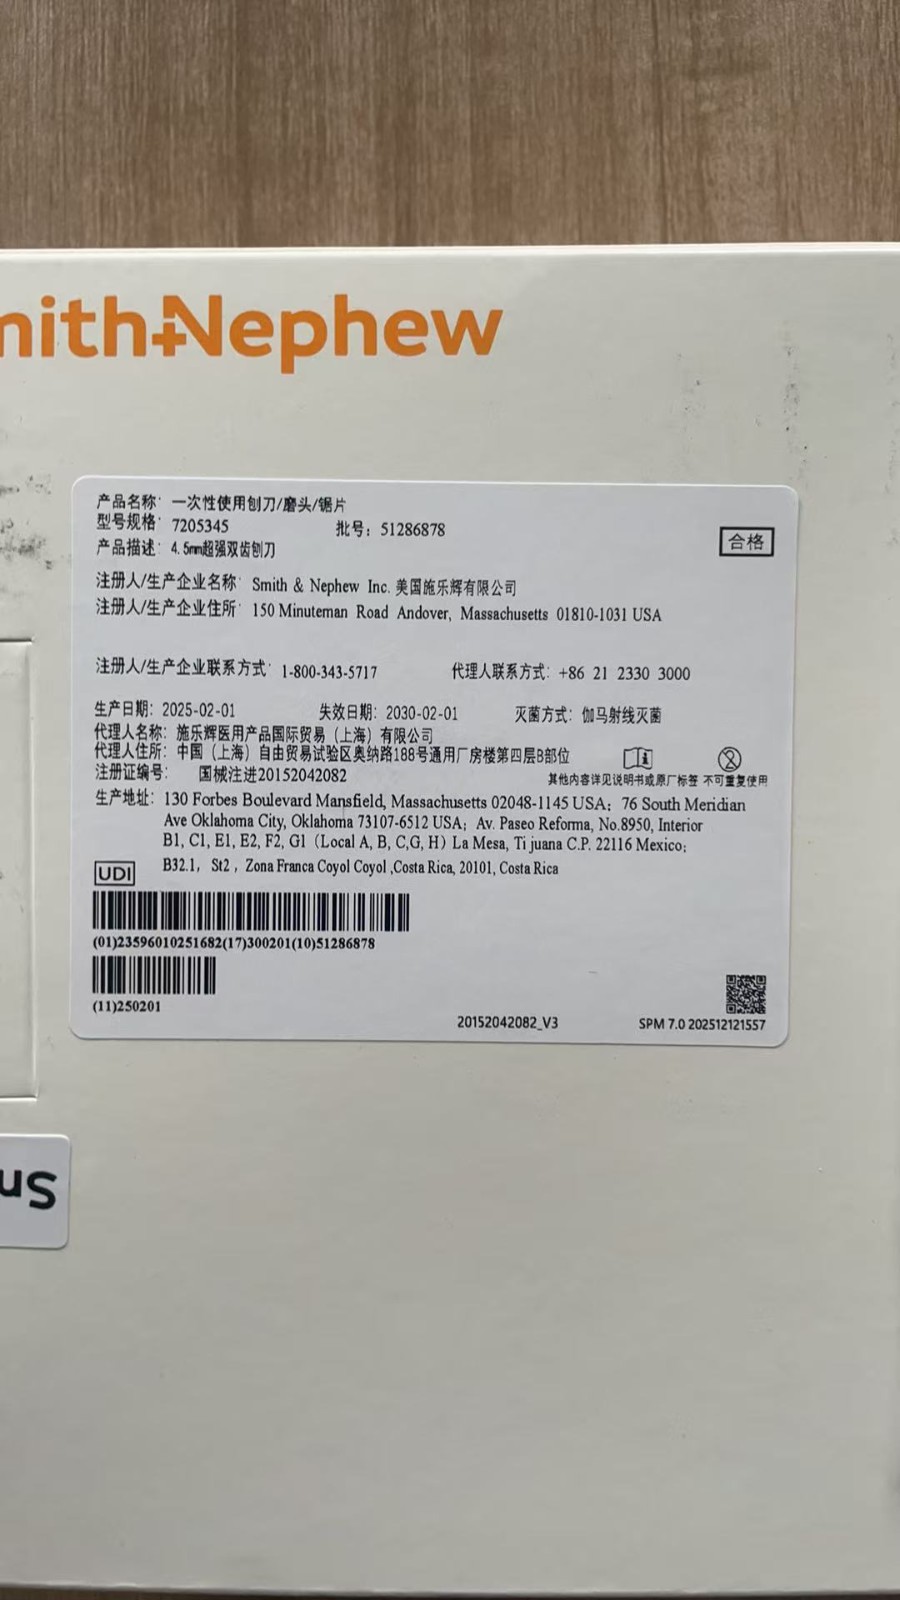 mith+Nephew
产品名称: 一次性使用刨刀/磨头/锯片
型号规格: 7205345 批号: 51286878
合格
产品描述: 4.5mm超强双齿刨刀
注册人/生产企业名称: Smith & Nephew Inc. 美国施乐辉有限公司
注册人/生产企业住所: 150 Minuteman Road Andover, Massachusetts 01810-1031 USA
注册人/生产企业联系方式: 1-800-343-5717 代理人联系方式: +86 21 2330 3000
生产日期: 2025-02-01 失效日期: 2030-02-01 灭菌方式: 伽马射线灭菌
代理人名称: 施乐辉医用产品国际贸易（上海）有限公司
代理人住所: 中国（上海）自由贸易试验区奥纳路188号通用厂房楼第四层B部位
注册证编号: 国械注进20152042082
其他内容详见说明书或原厂标签 不可重复使用
生产地址: 130 Forbes Boulevard Mansfield, Massachusetts 02048-1145 USA; 76 South Meridian
Ave Oklahoma City, Oklahoma 73107-6512 USA; Av. Paseo Reforma, No.8950, Interior
B1, C1, E1, E2, F2, G1 (Local A, B, C,G, H) La Mesa, Tijuana C.P. 22116 Mexico;
B32.1, St2 , Zona Franca Coyol Coyol ,Costa Rica, 20101, Costa Rica
UDI
(01)23596010251682(17)300201(10)51286878
(11)250201
20152042082_V3 SPM 7.0 202512121557
Sn